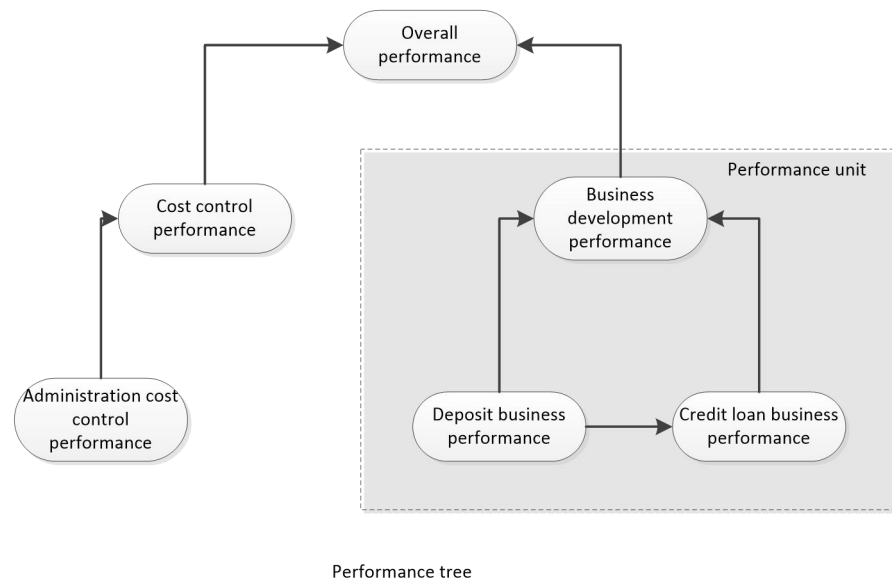 Overall
performance
Performance unit
Business
development
performance
Cost control
performance
Administration cost
control
performance
Deposit business
performance
Credit loan business
performance
Performance tree